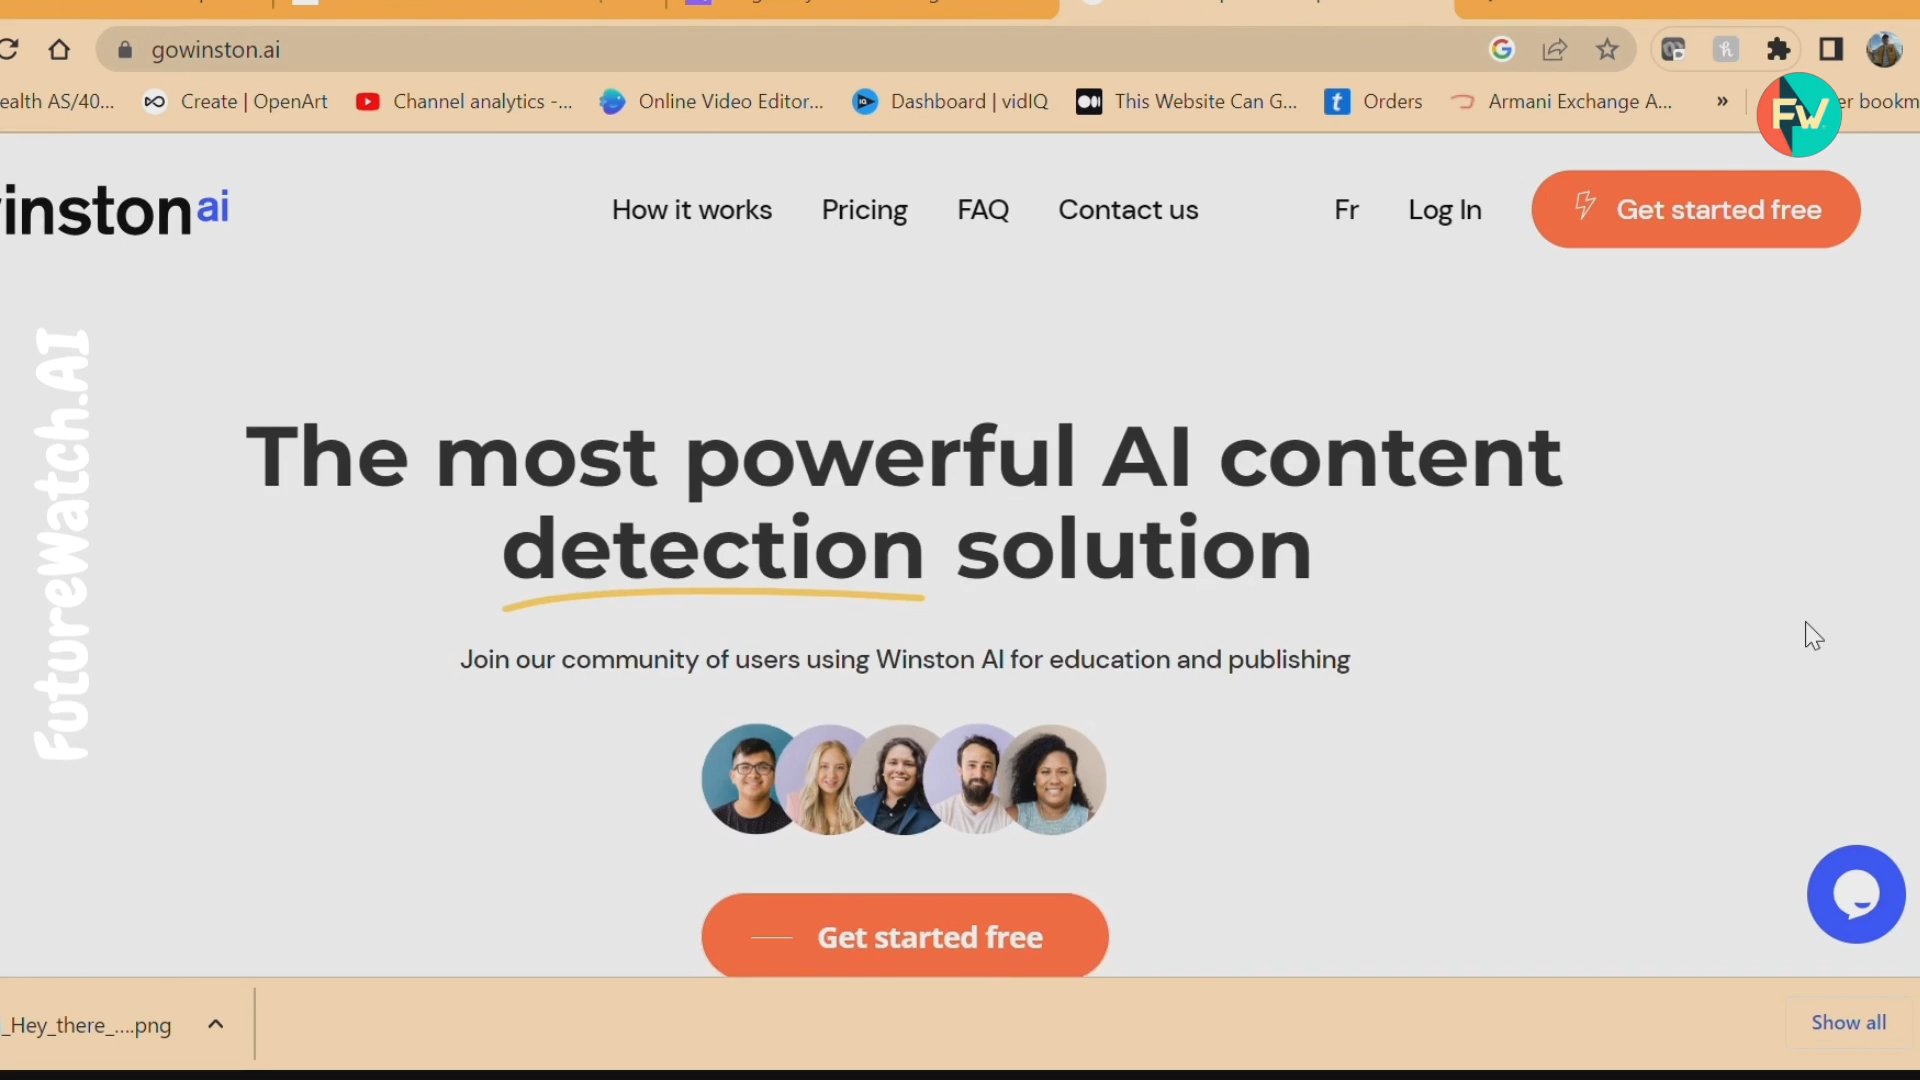 gowinston.ai
ealth AS/40...
Create | OpenArt
Channel analytics -...
Online Video Editor...
Dashboard | vidIQ
This Website Can G...
Orders
Armani Exchange A...
»
er bookm
FW
instonai
How it works
Pricing
FAQ
Contact us
Fr
Log In
Get started free
FutureWatch.AI
The most powerful AI content
detection solution
Join our community of users using Winston AI for education and publishing
Get started free
_Hey_there_....png
Show all